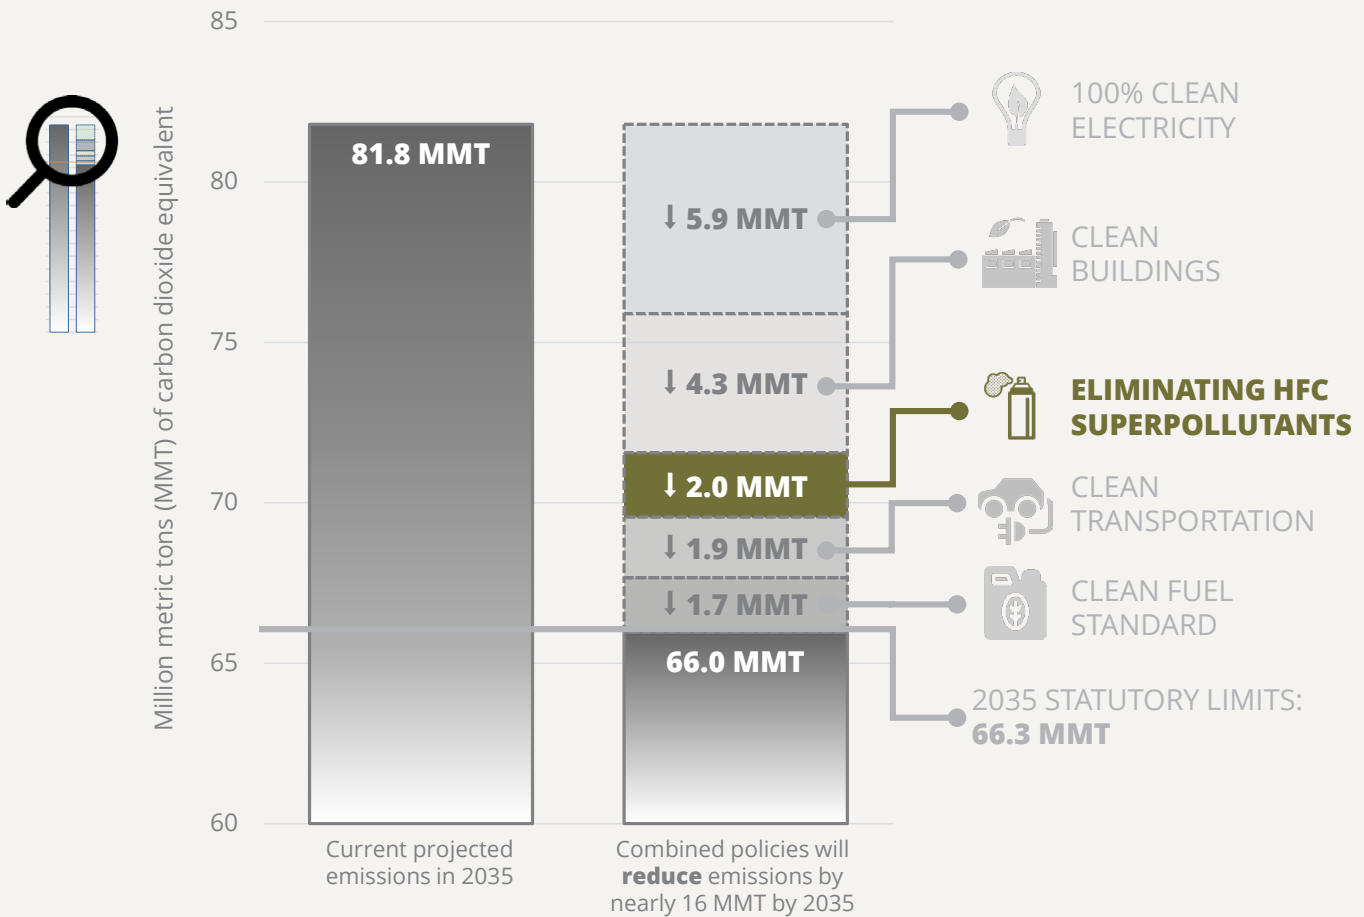 85
80
75
70
65
60
Million metric tons (MMT) of carbon dioxide equivalent
81.8 MMT
↓ 5.9 MMT
↓ 4.3 MMT
↓ 2.0 MMT
↓ 1.9 MMT
↓ 1.7 MMT
66.0 MMT
100% CLEAN
ELECTRICITY
CLEAN
BUILDINGS
ELIMINATING HFC
SUPERPOLLUTANTS
CLEAN
TRANSPORTATION
CLEAN FUEL
STANDARD
2035 STATUTORY LIMITS:
66.3 MMT
Current projected
emissions in 2035
Combined policies will
reduce emissions by
nearly 16 MMT by 2035